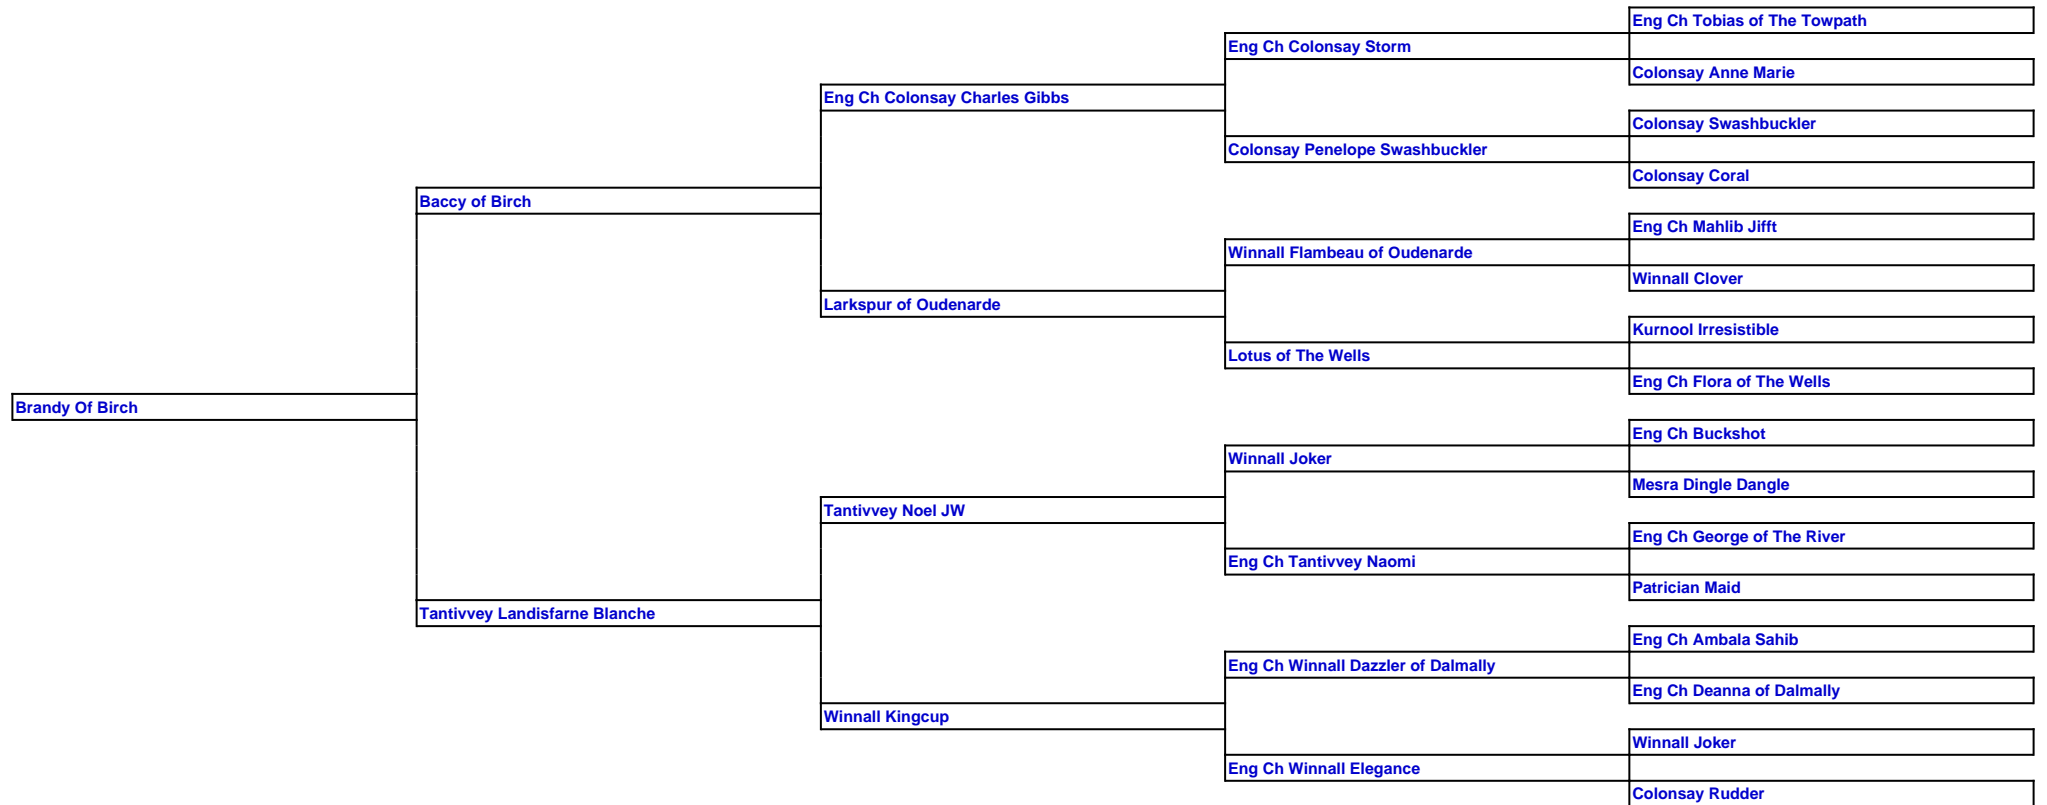 Eng Ch Tobias of The Towpath
Eng Ch Colonsay Storm
Colonsay Anne Marie
Eng Ch Colonsay Charles Gibbs
Colonsay Swashbuckler
Colonsay Penelope Swashbuckler
Colonsay Coral
Baccy of Birch
Eng Ch Mahlib Jifft
Winnall Flambeau of Oudenarde
Winnall Clover
Larkspur of Oudenarde
Kurnool Irresistible
Lotus of The Wells
Eng Ch Flora of The Wells
Brandy Of Birch
Eng Ch Buckshot
Winnall Joker
Mesra Dingle Dangle
Tantivvey Noel JW
Eng Ch George of The River
Eng Ch Tantivvey Naomi
Patrician Maid
Tantivvey Landisfarne Blanche
Eng Ch Ambala Sahib
Eng Ch Winnall Dazzler of Dalmally
Eng Ch Deanna of Dalmally
Winnall Kingcup
Winnall Joker
Eng Ch Winnall Elegance
Colonsay Rudder